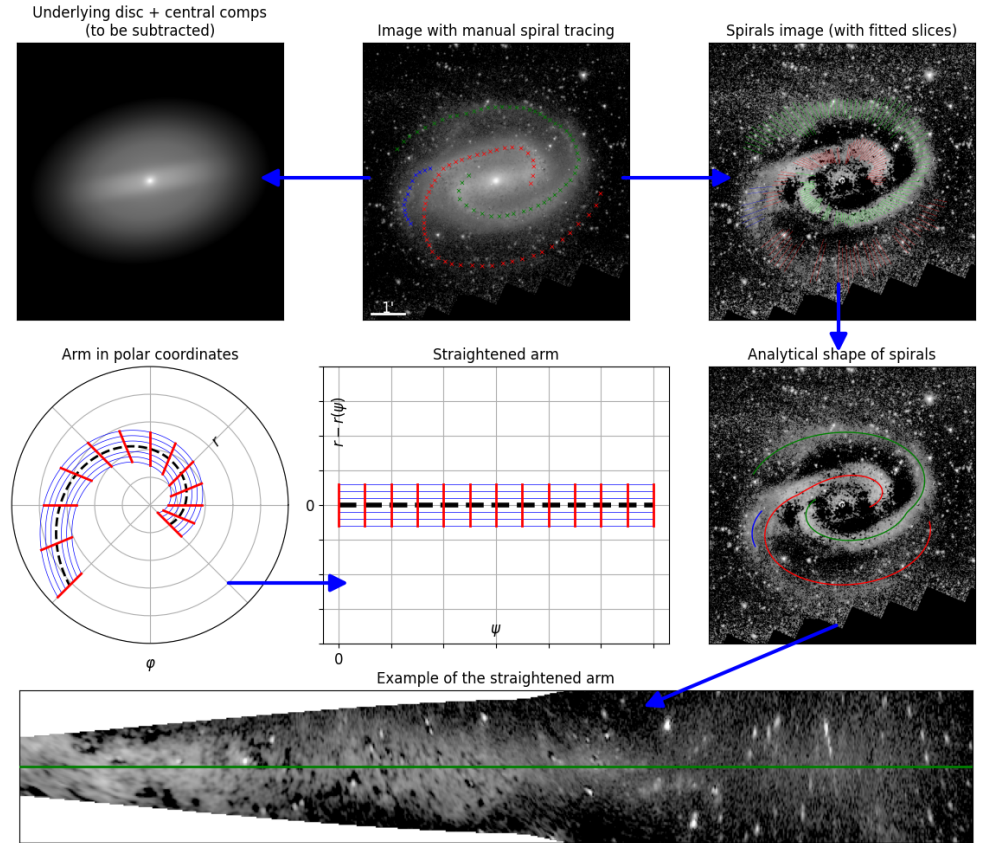 Underlying disc + central comps
(to be subtracted)
Image with manual spiral tracing
Spirals image (with fitted slices)
1'
Arm in polar coordinates
Straightened arm
Analytical shape of spirals
r
r − r(ψ)
0
ψ
φ
0
Example of the straightened arm